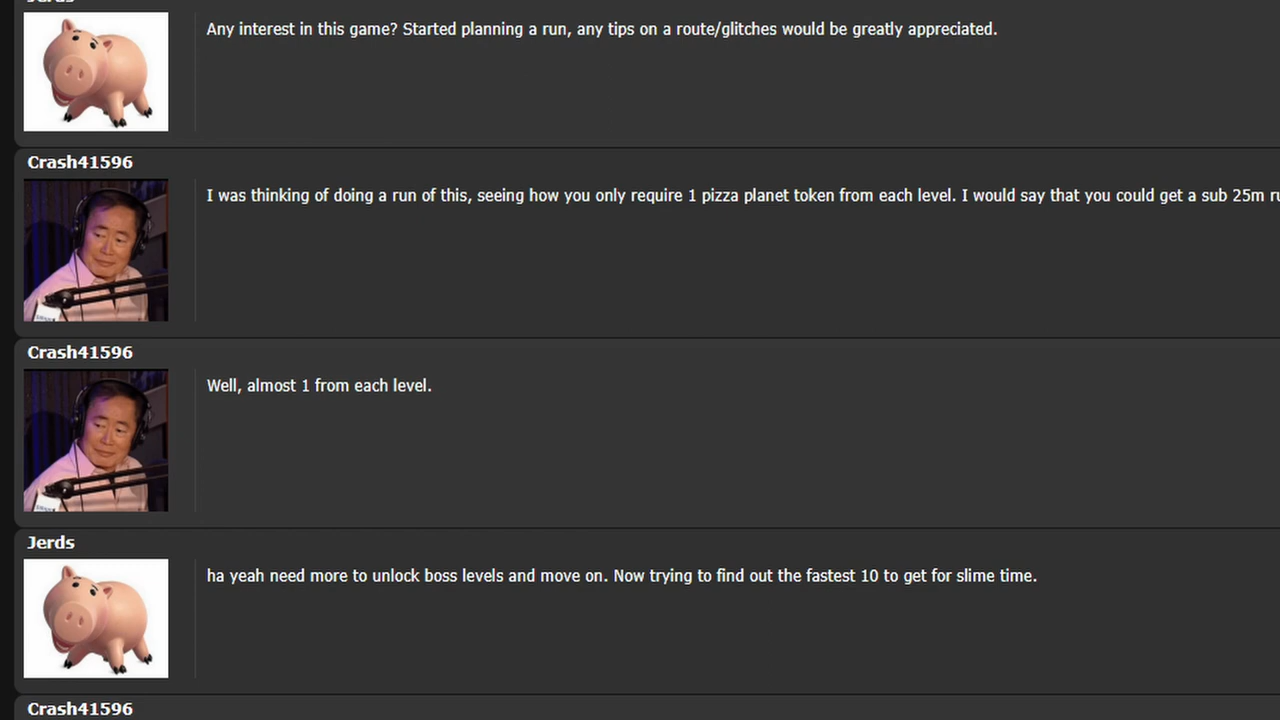 Jerds
Any interest in this game? Started planning a run, any tips on a route/glitches would be greatly appreciated.
Crash41596
I was thinking of doing a run of this, seeing how you only require 1 pizza planet token from each level. I would say that you could get a sub 25m
Crash41596
Well, almost 1 from each level.
Jerds
ha yeah need more to unlock boss levels and move on. Now trying to find out the fastest 10 to get for slime time.
Crash41596